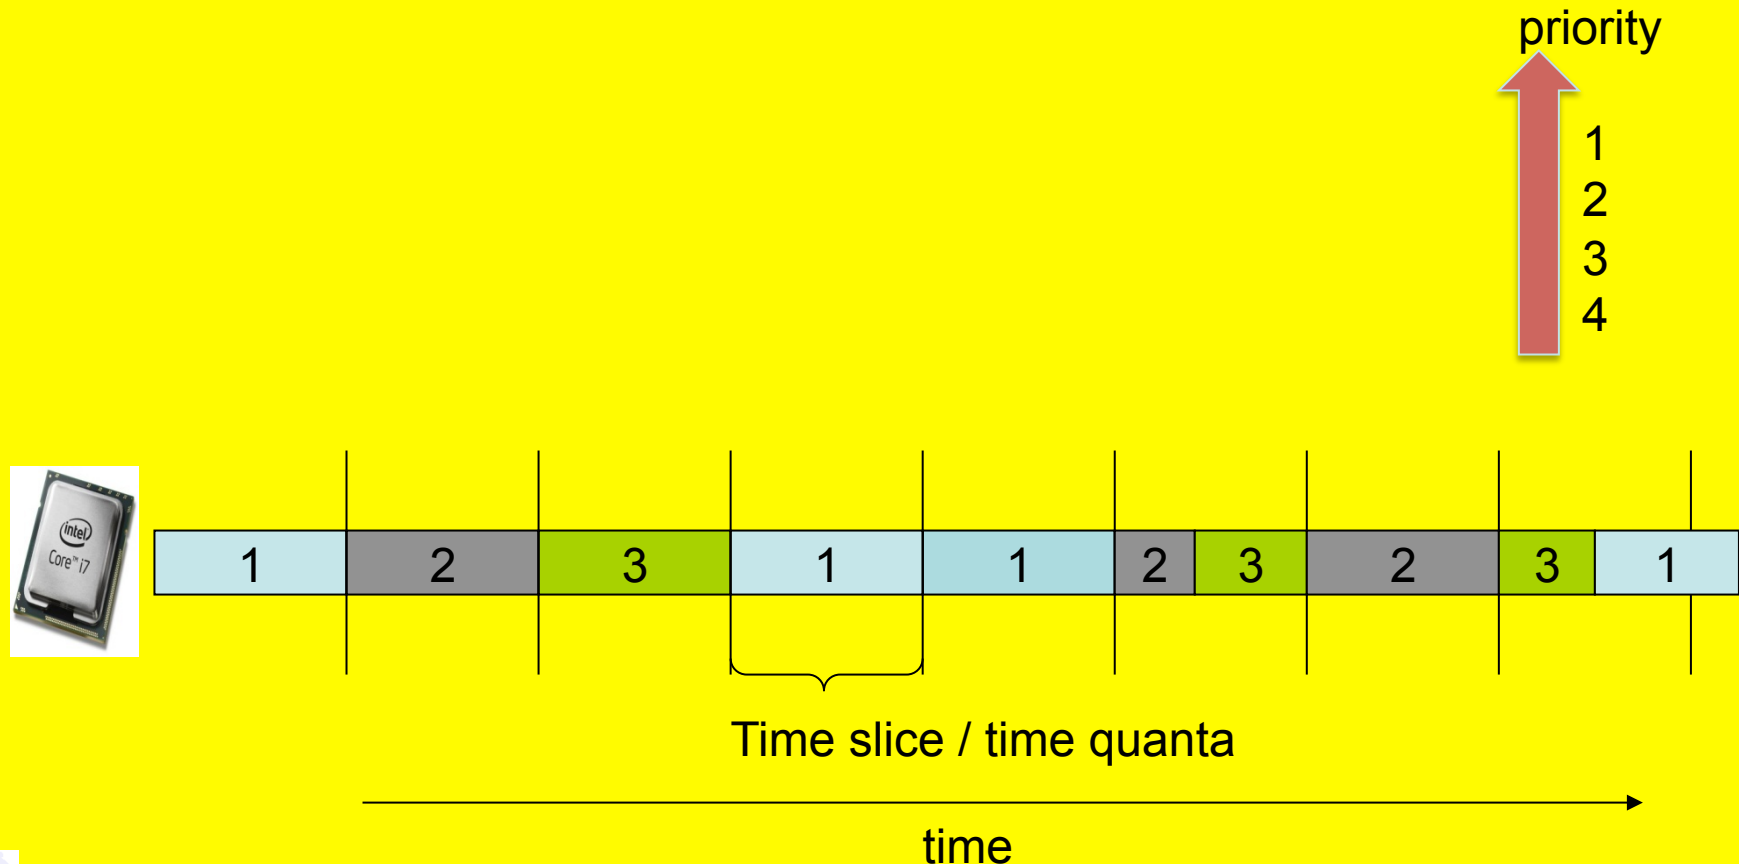 priority
1
2
3
4
intel
Core™ i7
1 2 3 1 1 2 3 2 3 1
Time slice / time quanta
time